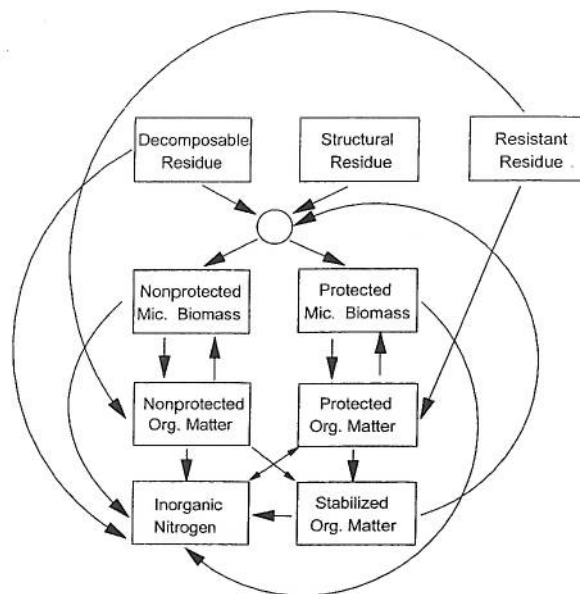 Decomposable
Residue
Structural
Residue
Resistant
Residue
Nonprotected
Mic. Biomass
Protected
Mic. Biomass
Nonprotected
Org. Matter
Protected
Org. Matter
Inorganic
Nitrogen
Stabilized
Org. Matter